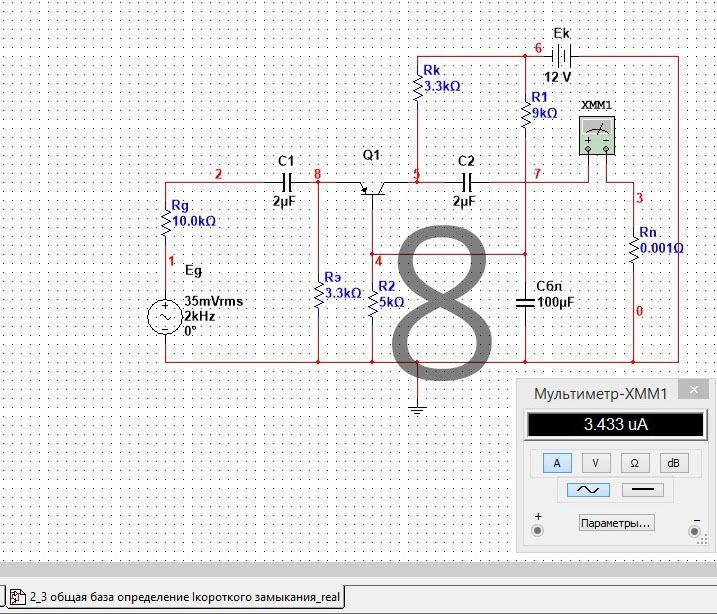 Ek
6
12 V
Rk
3.3kΩ
R1
9kΩ
XMM1
C1
Q1
C2
2
8
5
7
2µF
2µF
3
Rg
10.0kΩ
Rn
0.001Ω
1
Eg
4
Rэ
3.3kΩ
R2
5kΩ
Cбл
100µF
35mVrms
2kHz
0°
0
8
Мультиметр-XMM1
3.433 uA
A V Ω dB
+ Параметры... −
2_3 общая база определение Iкороткого замыкания_real